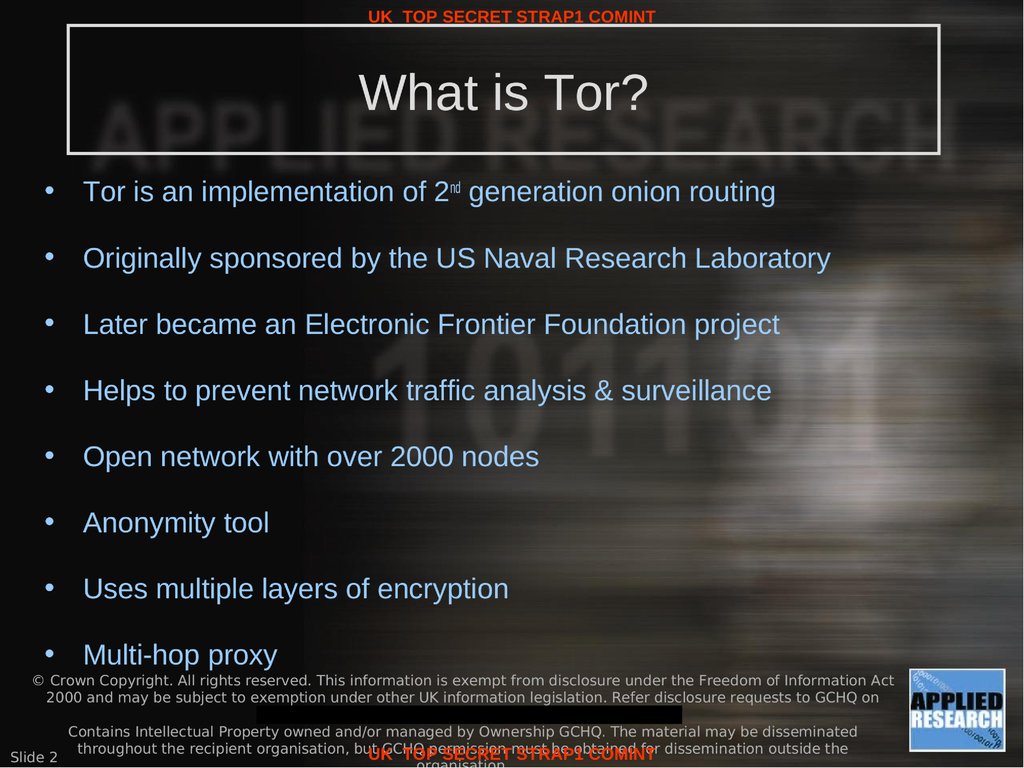 UK TOP SECRET STRAP1 COMINT
What is Tor?
APPLIED RESEARCH
• Tor is an implementation of 2nd generation onion routing
• Originally sponsored by the US Naval Research Laboratory
• Later became an Electronic Frontier Foundation project
• Helps to prevent network traffic analysis & surveillance
101101
• Open network with over 2000 nodes
• Anonymity tool
• Uses multiple layers of encryption
• Multi-hop proxy
© Crown Copyright. All rights reserved. This information is exempt from disclosure under the Freedom of Information Act
2000 and may be subject to exemption under other UK information legislation. Refer disclosure requests to GCHQ on
Contains Intellectual Property owned and/or managed by Ownership GCHQ. The material may be disseminated
throughout the recipient organisation, but GCHQ permission must be obtained for dissemination outside the
organisation.
UK TOP SECRET STRAP1 COMINT
Slide 2
APPLIED
RESEARCH